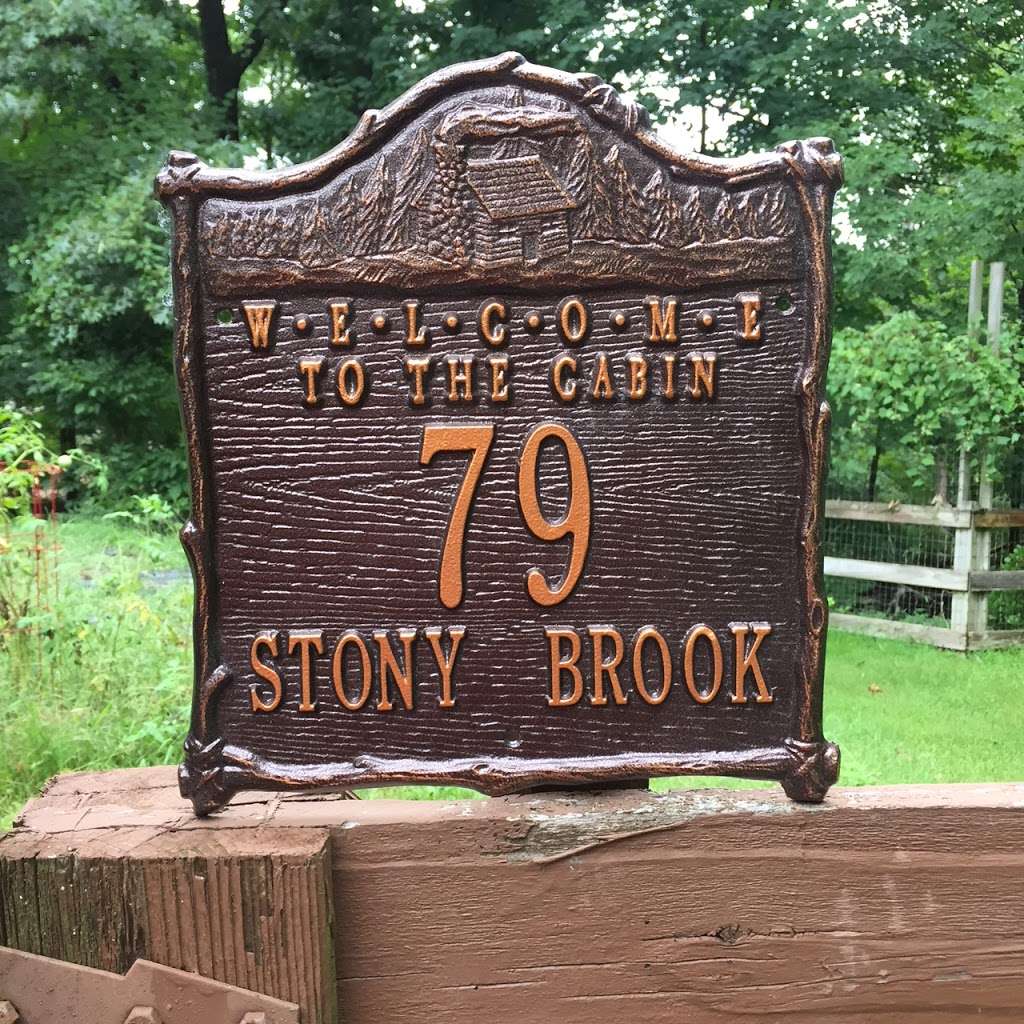 W·E·L·C·O·M·E
TO THE CABIN
79
STONY BROOK